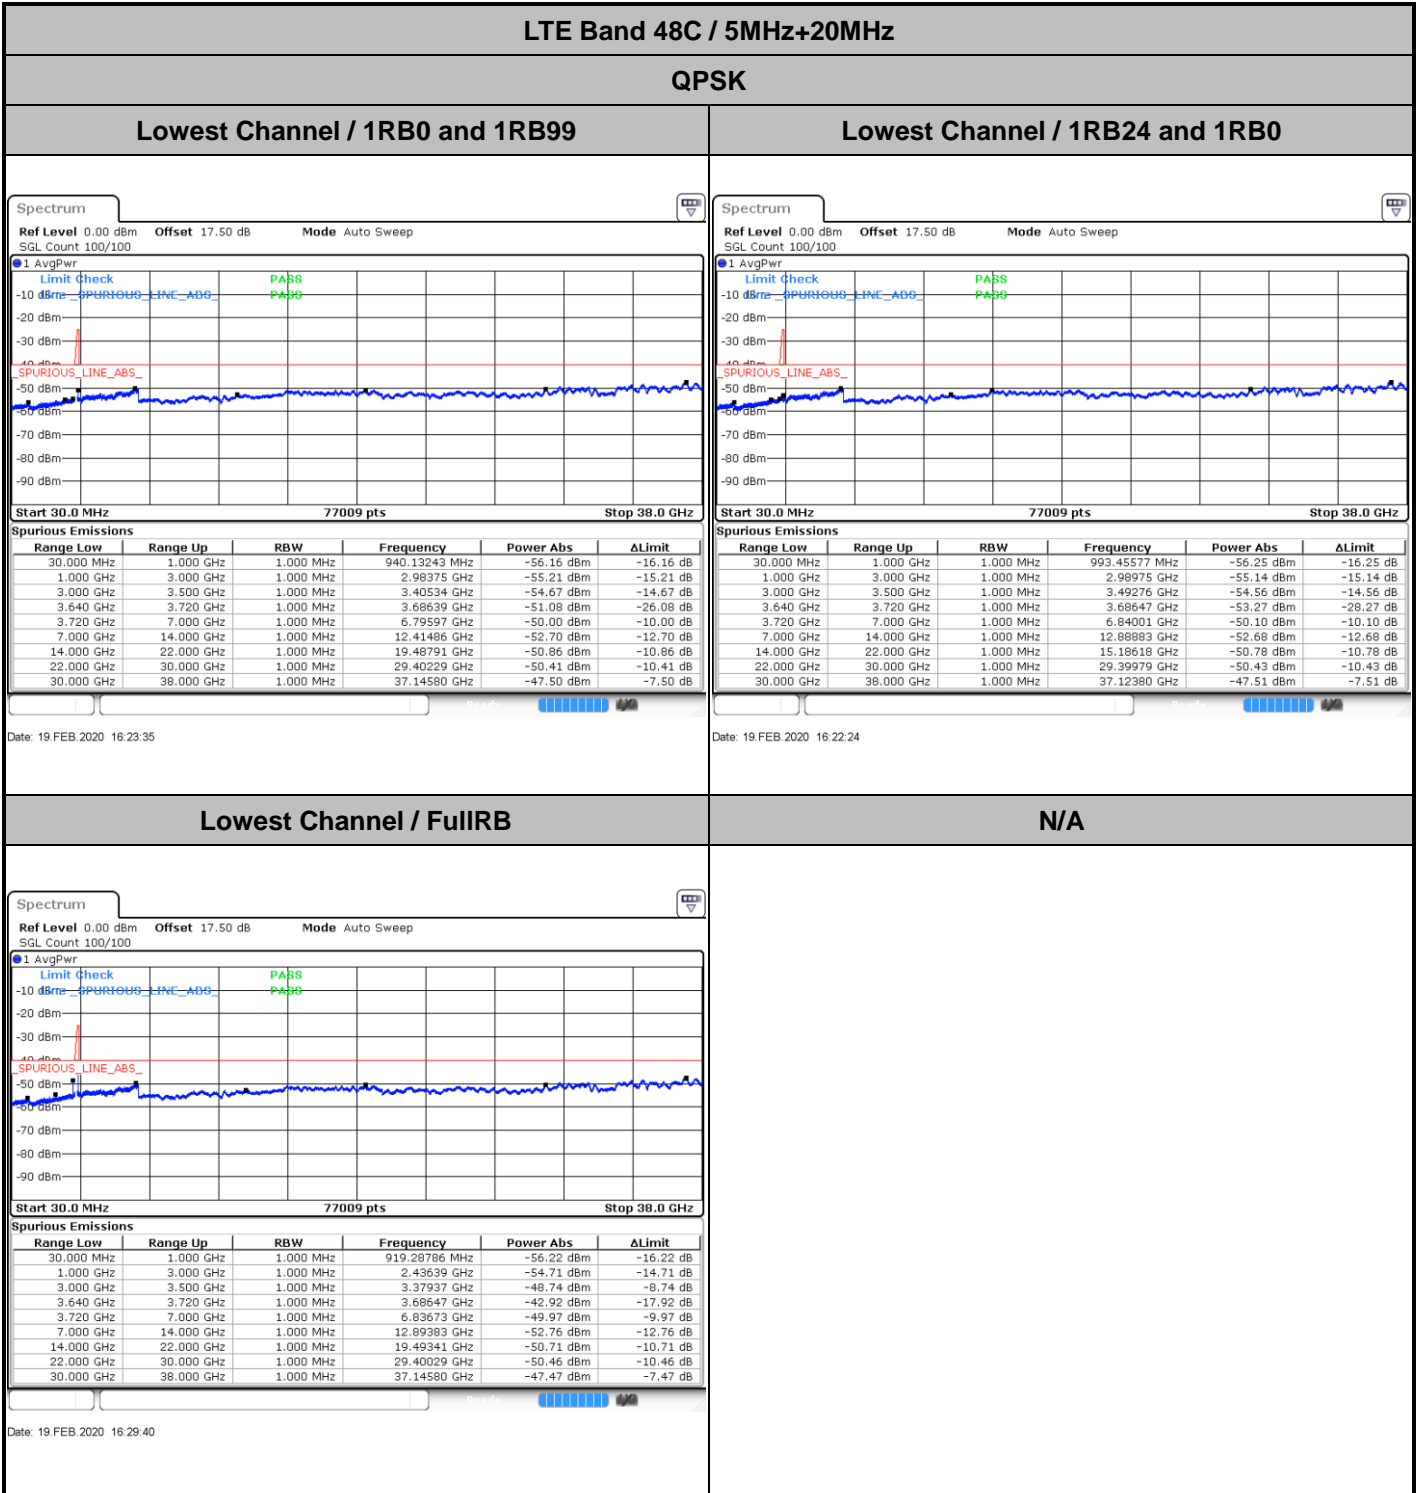 LTE Band 48C / 5MHz+20MHz
QPSK
Lowest Channel / 1RB0 and 1RB99
Lowest Channel / 1RB24 and 1RB0
Spectrum
Ref Level 0.00 dBm Offset 17.50 dB Mode Auto Sweep
SGL Count 100/100
1 AvgPwr
Limit Check PASS
Line _SPURIOUS_LINE_ABS_ PASS
-10 dBm
-20 dBm
-30 dBm
-40 dBm
_SPURIOUS_LINE_ABS_
-50 dBm
-60 dBm
-70 dBm
-80 dBm
-90 dBm
Start 30.0 MHz 77009 pts Stop 38.0 GHz
Spurious Emissions
Range Low Range Up RBW Frequency Power Abs ΔLimit
30.000 MHz 1.000 GHz 1.000 MHz 940.13243 MHz -56.16 dBm -16.16 dB
1.000 GHz 3.000 GHz 1.000 MHz 2.98375 GHz -55.21 dBm -15.21 dB
3.000 GHz 3.500 GHz 1.000 MHz 3.40534 GHz -54.67 dBm -14.67 dB
3.640 GHz 3.720 GHz 1.000 MHz 3.68639 GHz -51.08 dBm -26.08 dB
3.720 GHz 7.000 GHz 1.000 MHz 6.79597 GHz -50.00 dBm -10.00 dB
7.000 GHz 14.000 GHz 1.000 MHz 12.41486 GHz -52.70 dBm -12.70 dB
14.000 GHz 22.000 GHz 1.000 MHz 19.48791 GHz -50.86 dBm -10.86 dB
22.000 GHz 30.000 GHz 1.000 MHz 29.40229 GHz -50.41 dBm -10.41 dB
30.000 GHz 38.000 GHz 1.000 MHz 37.14580 GHz -47.50 dBm -7.50 dB
Ready
Date: 19.FEB.2020 16:23:35
Spectrum
Ref Level 0.00 dBm Offset 17.50 dB Mode Auto Sweep
SGL Count 100/100
1 AvgPwr
Limit Check PASS
Line _SPURIOUS_LINE_ABS_ PASS
-10 dBm
-20 dBm
-30 dBm
-40 dBm
_SPURIOUS_LINE_ABS_
-50 dBm
-60 dBm
-70 dBm
-80 dBm
-90 dBm
Start 30.0 MHz 77009 pts Stop 38.0 GHz
Spurious Emissions
Range Low Range Up RBW Frequency Power Abs ΔLimit
30.000 MHz 1.000 GHz 1.000 MHz 993.45577 MHz -56.25 dBm -16.25 dB
1.000 GHz 3.000 GHz 1.000 MHz 2.98975 GHz -55.14 dBm -15.14 dB
3.000 GHz 3.500 GHz 1.000 MHz 3.49276 GHz -54.56 dBm -14.56 dB
3.640 GHz 3.720 GHz 1.000 MHz 3.68647 GHz -53.27 dBm -28.27 dB
3.720 GHz 7.000 GHz 1.000 MHz 6.84001 GHz -50.10 dBm -10.10 dB
7.000 GHz 14.000 GHz 1.000 MHz 12.88883 GHz -52.68 dBm -12.68 dB
14.000 GHz 22.000 GHz 1.000 MHz 15.18618 GHz -50.78 dBm -10.78 dB
22.000 GHz 30.000 GHz 1.000 MHz 29.39979 GHz -50.43 dBm -10.43 dB
30.000 GHz 38.000 GHz 1.000 MHz 37.12380 GHz -47.51 dBm -7.51 dB
Ready
Date: 19.FEB.2020 16:22:24
Lowest Channel / FullRB
N/A
Spectrum
Ref Level 0.00 dBm Offset 17.50 dB Mode Auto Sweep
SGL Count 100/100
1 AvgPwr
Limit Check PASS
Line _SPURIOUS_LINE_ABS_ PASS
-10 dBm
-20 dBm
-30 dBm
-40 dBm
_SPURIOUS_LINE_ABS_
-50 dBm
-60 dBm
-70 dBm
-80 dBm
-90 dBm
Start 30.0 MHz 77009 pts Stop 38.0 GHz
Spurious Emissions
Range Low Range Up RBW Frequency Power Abs ΔLimit
30.000 MHz 1.000 GHz 1.000 MHz 919.28786 MHz -56.22 dBm -16.22 dB
1.000 GHz 3.000 GHz 1.000 MHz 2.43639 GHz -54.71 dBm -14.71 dB
3.000 GHz 3.500 GHz 1.000 MHz 3.37937 GHz -48.74 dBm -8.74 dB
3.640 GHz 3.720 GHz 1.000 MHz 3.68647 GHz -42.92 dBm -17.92 dB
3.720 GHz 7.000 GHz 1.000 MHz 6.83673 GHz -49.97 dBm -9.97 dB
7.000 GHz 14.000 GHz 1.000 MHz 12.89383 GHz -52.76 dBm -12.76 dB
14.000 GHz 22.000 GHz 1.000 MHz 19.49341 GHz -50.71 dBm -10.71 dB
22.000 GHz 30.000 GHz 1.000 MHz 29.40029 GHz -50.46 dBm -10.46 dB
30.000 GHz 38.000 GHz 1.000 MHz 37.14580 GHz -47.47 dBm -7.47 dB
Ready
Date: 19.FEB.2020 16:29:40